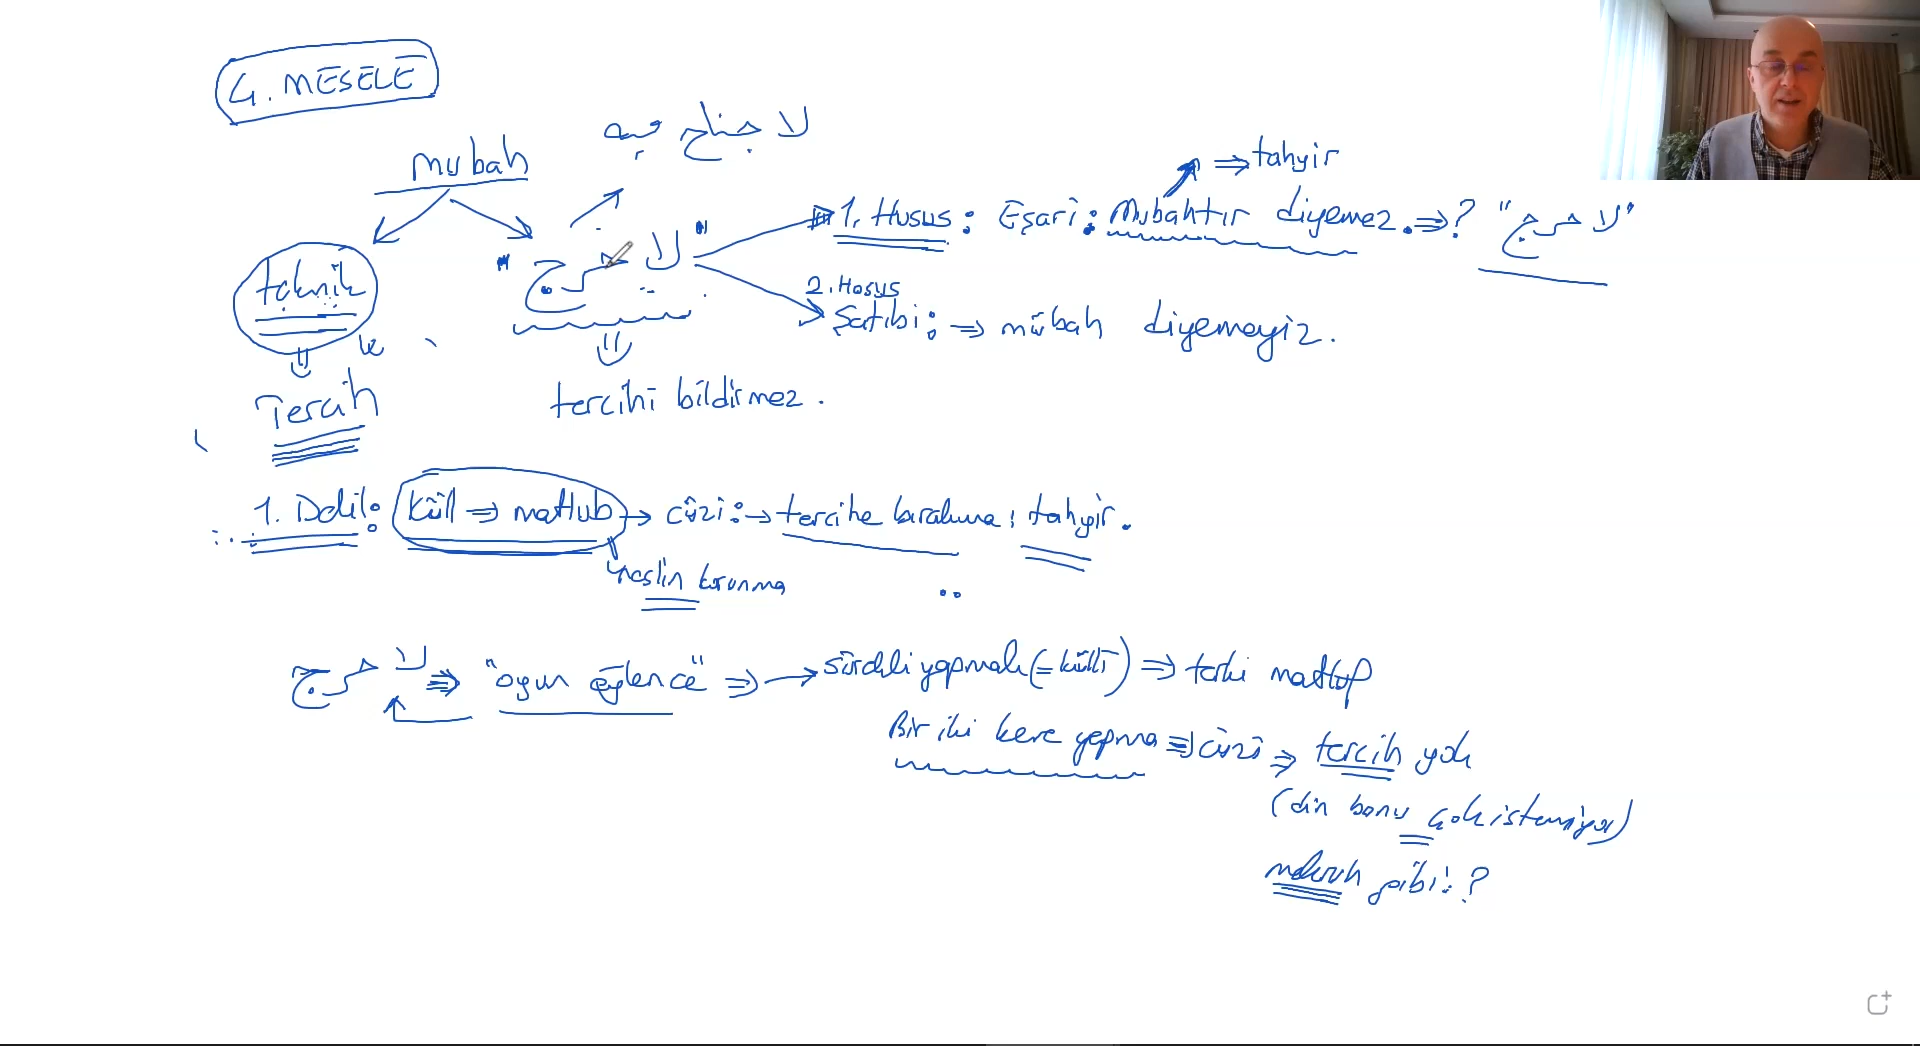 4. MESELE
mubah
لا جناح فيه
⇒ tahyir
teknik
"لا حرج"
1. Husus: Eşari: Mubahtır diyemez. ⇒? "لا حرج"
2. Husus
Şatıbi: ⇒ mübah diyemeyiz.
Tercih
tercihi bildirmez.
1. Delil: küll ⇒ matlub → cüzi: → tercihe bırakma; tahyir.
neslin korunma
لا حرج ⇒ "oyun eğlence" ⇒ → sürekli yapmak (= külli) ⇒ terki matlup
Bir iki kere yapma ⇒ cüzi ⇒ tercih yok
(din bunu çok istemiyor)
mekruh gibi!?